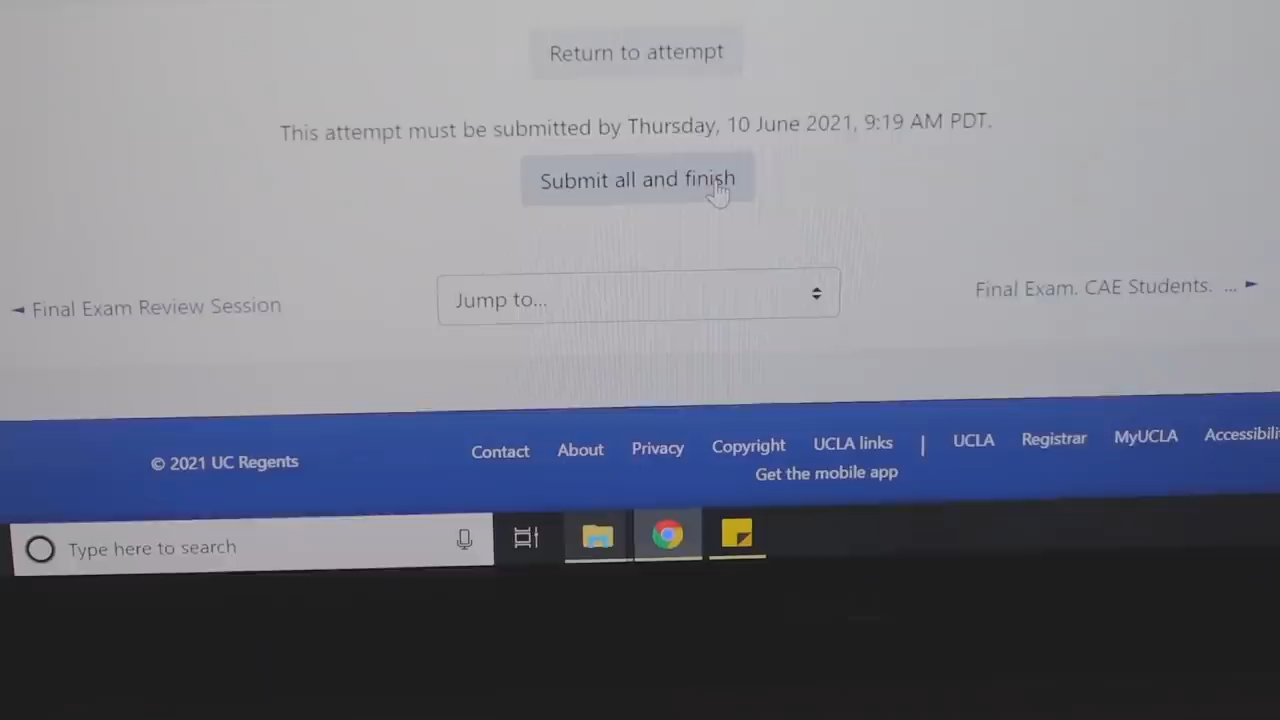 Return to attempt
This attempt must be submitted by Thursday, 10 June 2021, 9:19 AM PDT.
Submit all and finish
◄ Final Exam Review Session
Jump to...
Final Exam. CAE Students. ... ►
© 2021 UC Regents
Contact About Privacy Copyright UCLA links | UCLA Registrar MyUCLA Accessibili
Get the mobile app
Type here to search